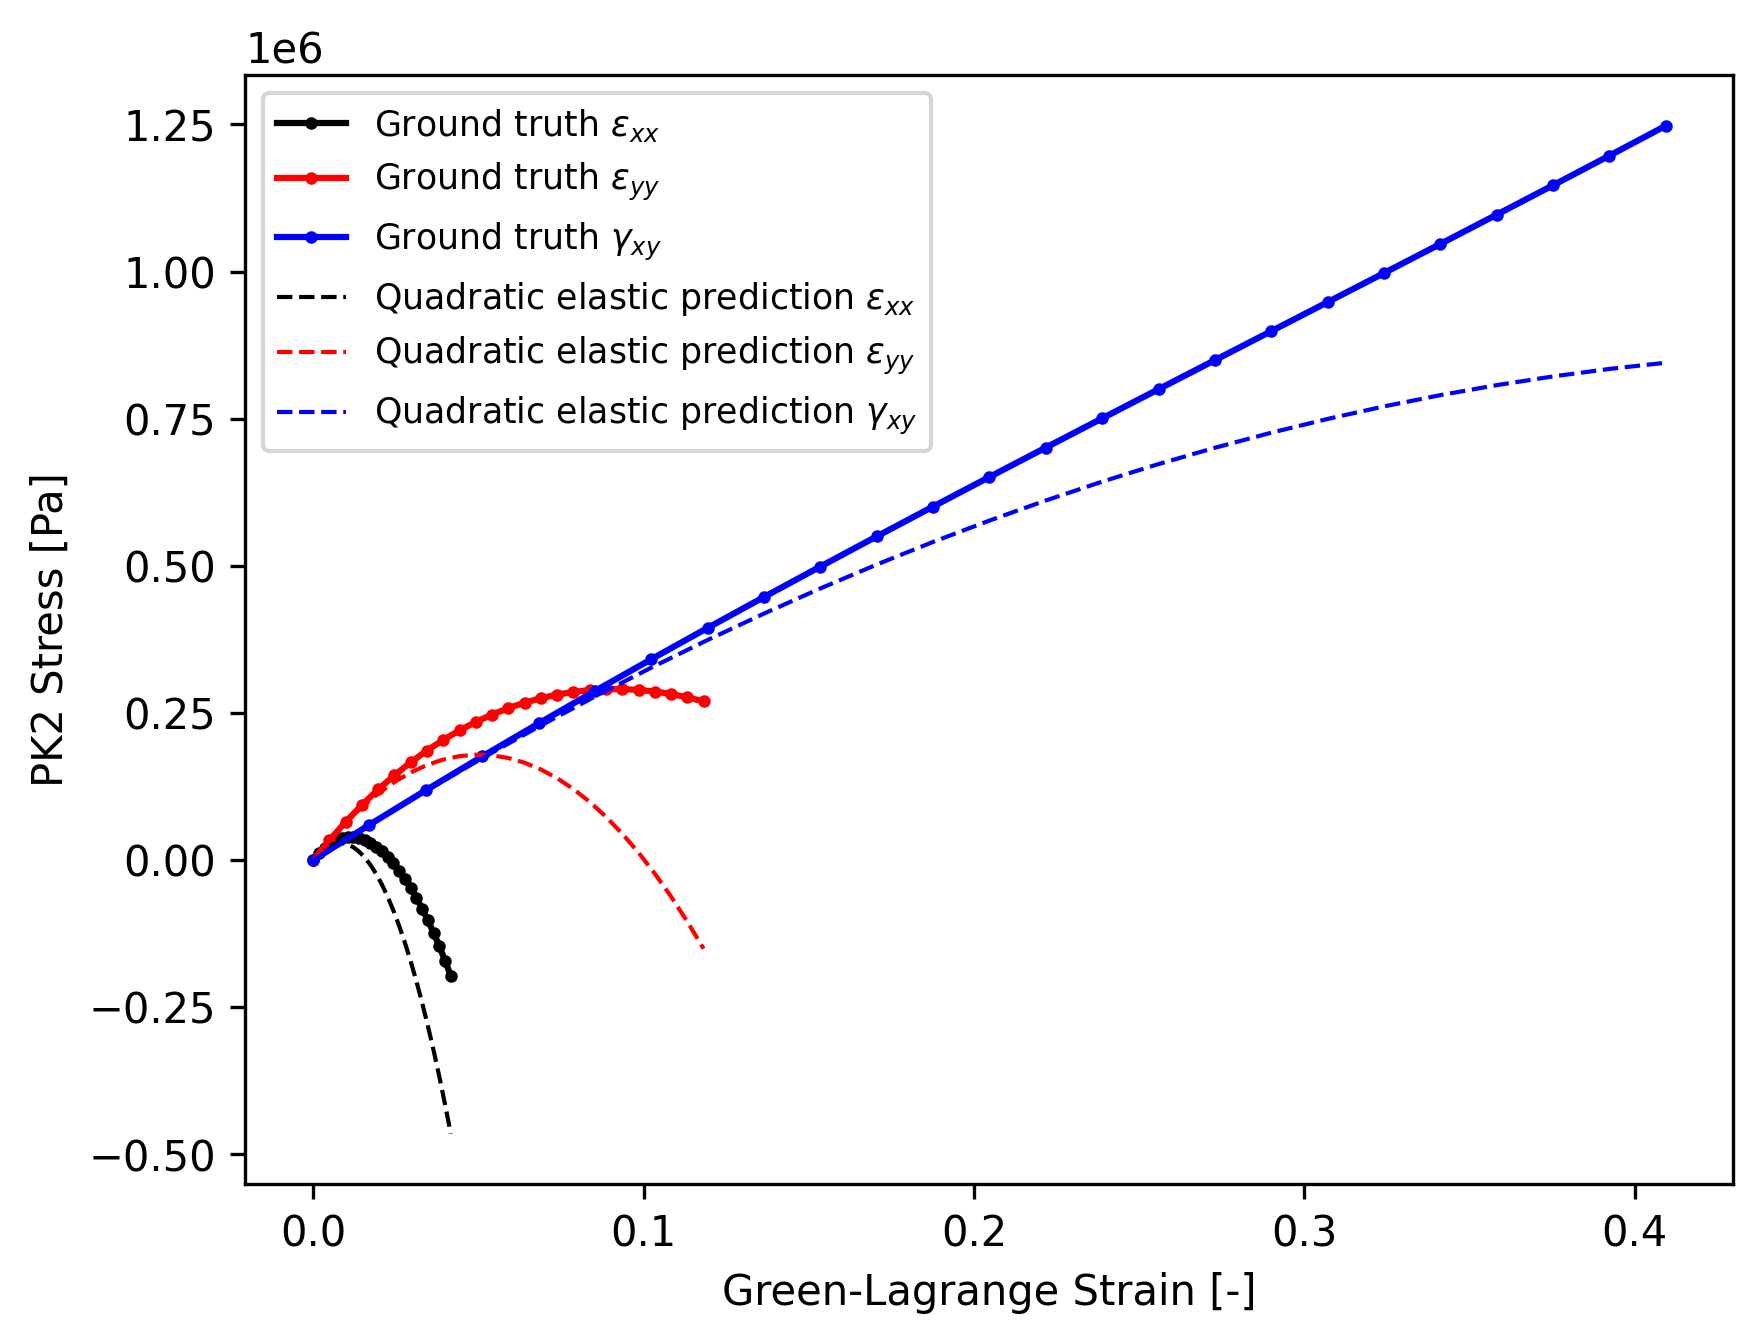 1e6
1.25
1.00
0.75
0.50
0.25
0.00
−0.25
−0.50
PK2 Stress [Pa]
Ground truth εxx
Ground truth εyy
Ground truth γxy
Quadratic elastic prediction εxx
Quadratic elastic prediction εyy
Quadratic elastic prediction γxy
0.0 0.1 0.2 0.3 0.4
Green-Lagrange Strain [-]